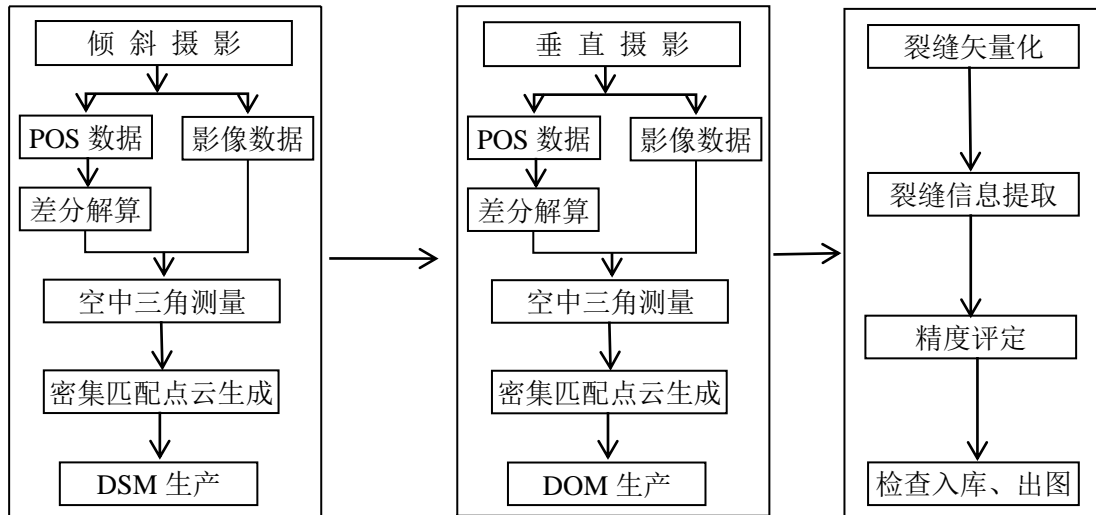 倾 斜 摄 影
POS 数据
影像数据
差分解算
空中三角测量
密集匹配点云生成
DSM 生产
垂 直 摄 影
POS 数据
影像数据
差分解算
空中三角测量
密集匹配点云生成
DOM 生产
裂缝矢量化
裂缝信息提取
精度评定
检查入库、出图